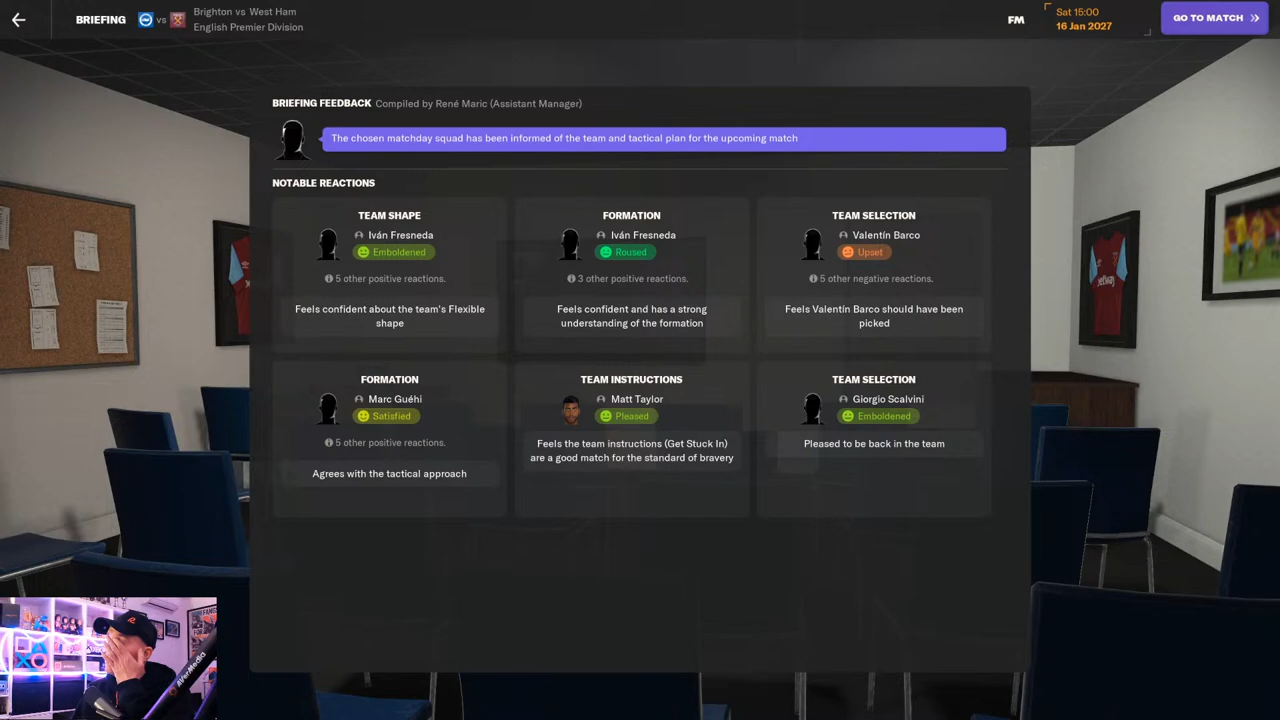 BRIEFING
Brighton vs West Ham
vs
English Premier Division
FM
Sat 15:00
16 Jan 2027
GO TO MATCH
BRIEFING FEEDBACK Compiled by René Maric (Assistant Manager)
The chosen matchday squad has been informed of the team and tactical plan for the upcoming match
NOTABLE REACTIONS
TEAM SHAPE
Iván Fresneda
Emboldened
5 other positive reactions.
Feels confident about the team's Flexible
shape
FORMATION
Iván Fresneda
Roused
3 other positive reactions.
Feels confident and has a strong
understanding of the formation
TEAM SELECTION
Valentín Barco
Upset
5 other negative reactions.
Feels Valentín Barco should have been
picked
FORMATION
Marc Guéhi
Satisfied
5 other positive reactions.
Agrees with the tactical approach
TEAM INSTRUCTIONS
Matt Taylor
Pleased
Feels the team instructions (Get Stuck In)
are a good match for the standard of bravery
TEAM SELECTION
Giorgio Scalvini
Emboldened
Pleased to be back in the team
betway
AVerMedia